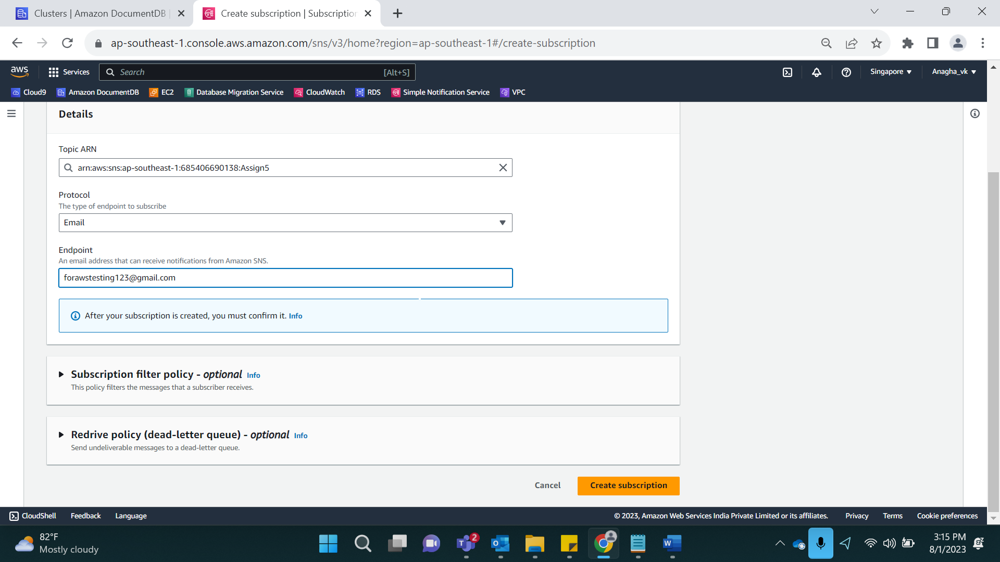 Clusters | Amazon DocumentDB
Create subscription | Subscription
ap-southeast-1.console.aws.amazon.com/sns/v3/home?region=ap-southeast-1#/create-subscription
aws
Services
Search
[Alt+S]
Singapore
Anagha_vk
Cloud9
Amazon DocumentDB
EC2
Database Migration Service
CloudWatch
RDS
Simple Notification Service
VPC
Details
Topic ARN
arn:aws:sns:ap-southeast-1:685406690138:Assign5
Protocol
The type of endpoint to subscribe
Email
Endpoint
An email address that can receive notifications from Amazon SNS.
forawstesting123@gmail.com
After your subscription is created, you must confirm it. Info
Subscription filter policy - optional Info
This policy filters the messages that a subscriber receives.
Redrive policy (dead-letter queue) - optional Info
Send undeliverable messages to a dead-letter queue.
Cancel
Create subscription
CloudShell
Feedback
Language
© 2023, Amazon Web Services India Private Limited or its affiliates.
Privacy
Terms
Cookie preferences
82°F
Mostly cloudy
2
3:15 PM
8/1/2023